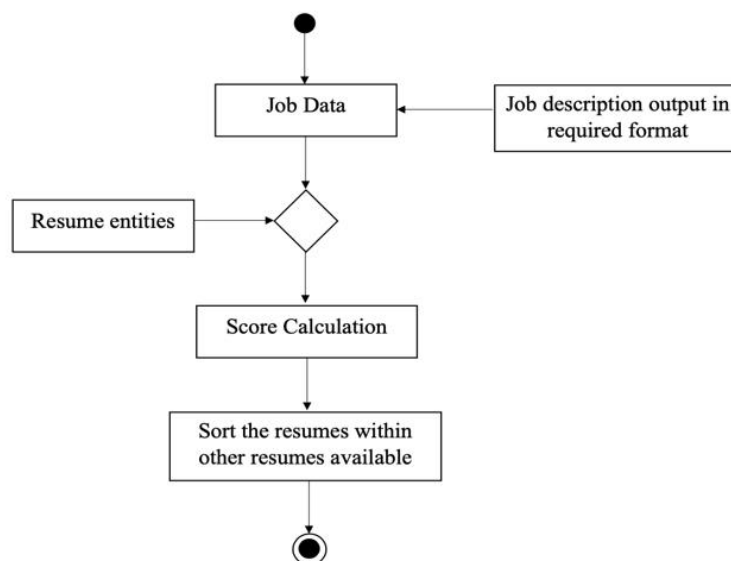 Job Data
Job description output in
required format
Resume entities
Score Calculation
Sort the resumes within
other resumes available